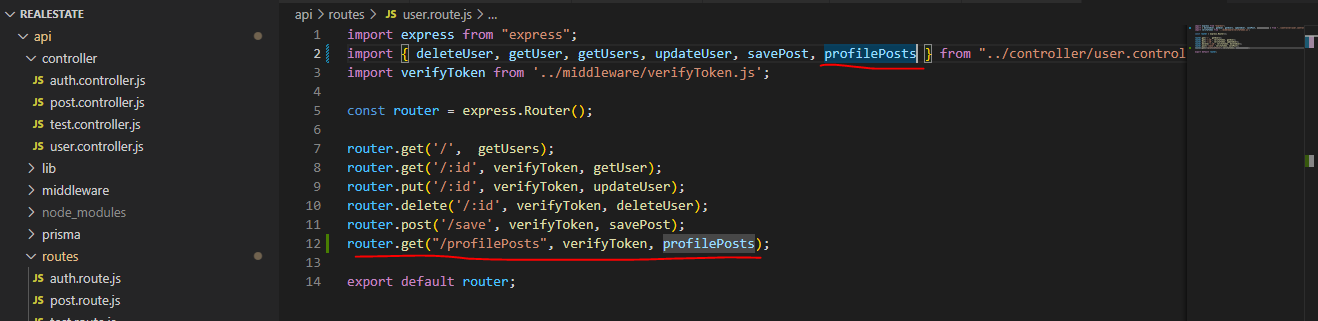 REALESTATE
api
controller
JS auth.controller.js
JS post.controller.js
JS test.controller.js
JS user.controller.js
lib
middleware
node_modules
prisma
routes
JS auth.route.js
JS post.route.js
JS test.route.js
api > routes > JS user.route.js > ...
1 import express from "express";
2 import { deleteUser, getUser, getUsers, updateUser, savePost, profilePosts } from "../controller/user.control
3 import verifyToken from '../middleware/verifyToken.js';
4
5 const router = express.Router();
6
7 router.get('/',  getUsers);
8 router.get('/:id', verifyToken, getUser);
9 router.put('/:id', verifyToken, updateUser);
10 router.delete('/:id', verifyToken, deleteUser);
11 router.post('/save', verifyToken, savePost);
12 router.get("/profilePosts", verifyToken, profilePosts);
13
14 export default router;